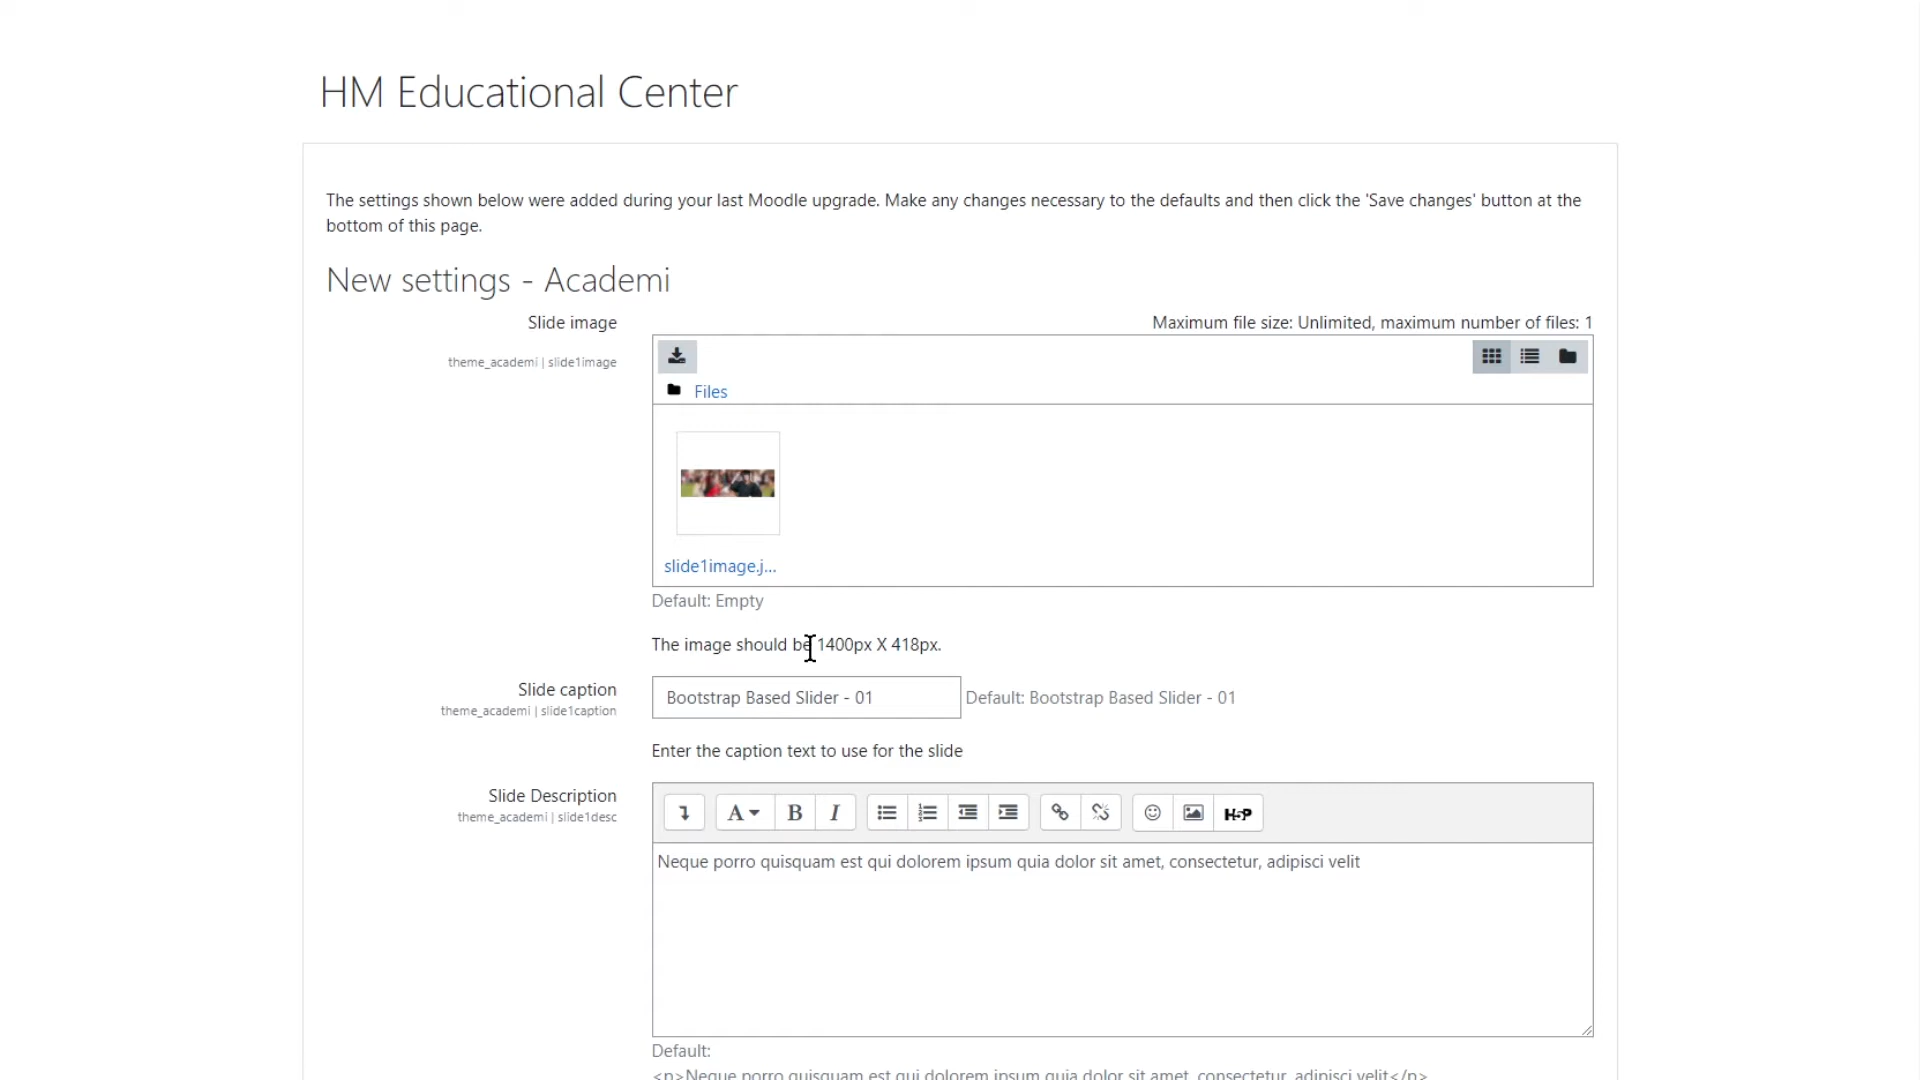 HM Educational Center
The settings shown below were added during your last Moodle upgrade. Make any changes necessary to the defaults and then click the 'Save changes' button at the
bottom of this page.
New settings - Academi
Slide image
Maximum file size: Unlimited, maximum number of files: 1
theme_academi | slide1image
Files
slide1image.j...
Default: Empty
The image should be 1400px X 418px.
Slide caption
theme_academi | slide1caption
Bootstrap Based Slider - 01
Default: Bootstrap Based Slider - 01
Enter the caption text to use for the slide
Slide Description
theme_academi | slide1desc
A B I H5P
Neque porro quisquam est qui dolorem ipsum quia dolor sit amet, consectetur, adipisci velit
Default:
<p>Neque porro quisquam est qui dolorem ipsum quia dolor sit amet, consectetur, adipisci velit</p>